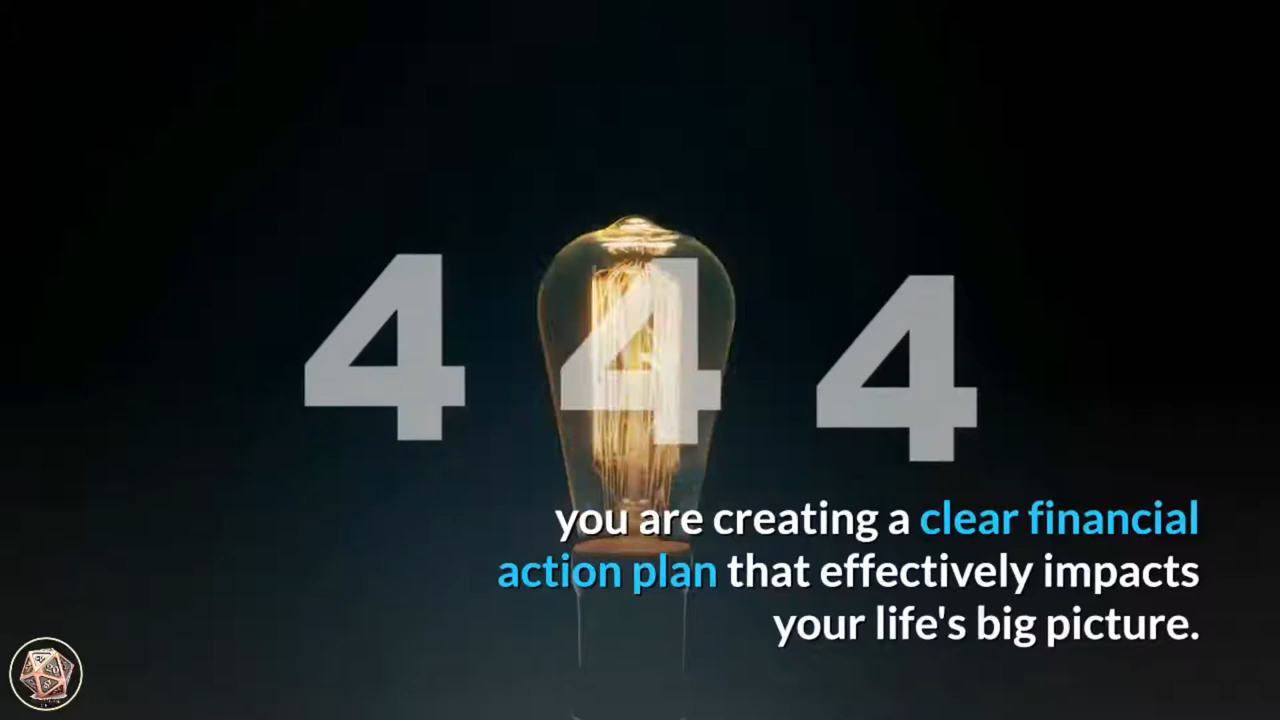 4 4 4
you are creating a clear financial
action plan that effectively impacts
your life's big picture.